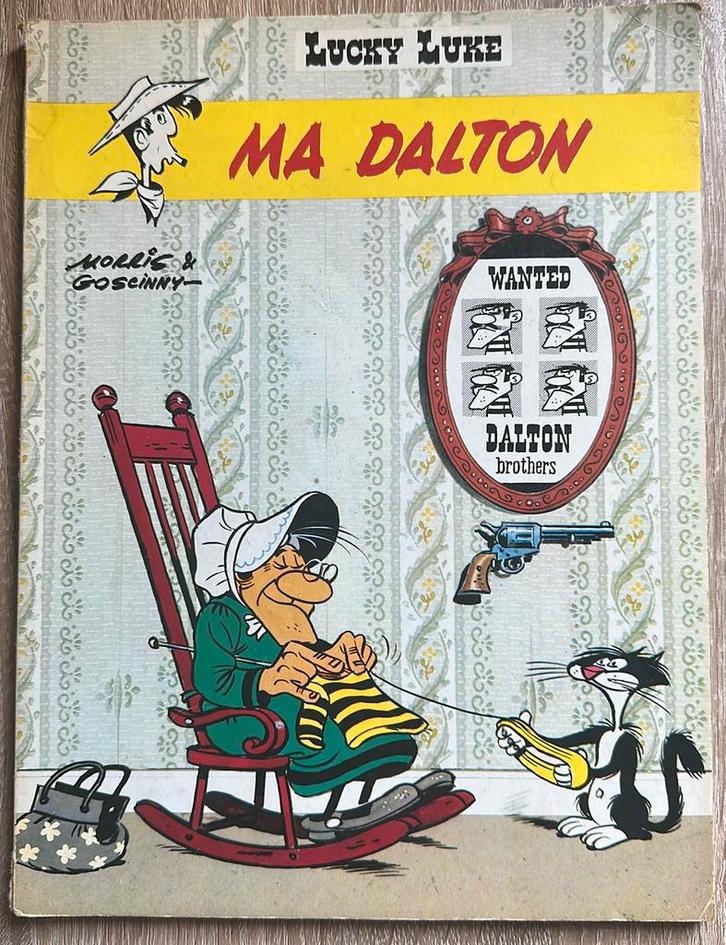 LUCKY LUKE
MA DALTON
MORRIS &
GOSCINNY
WANTED
DALTON
brothers